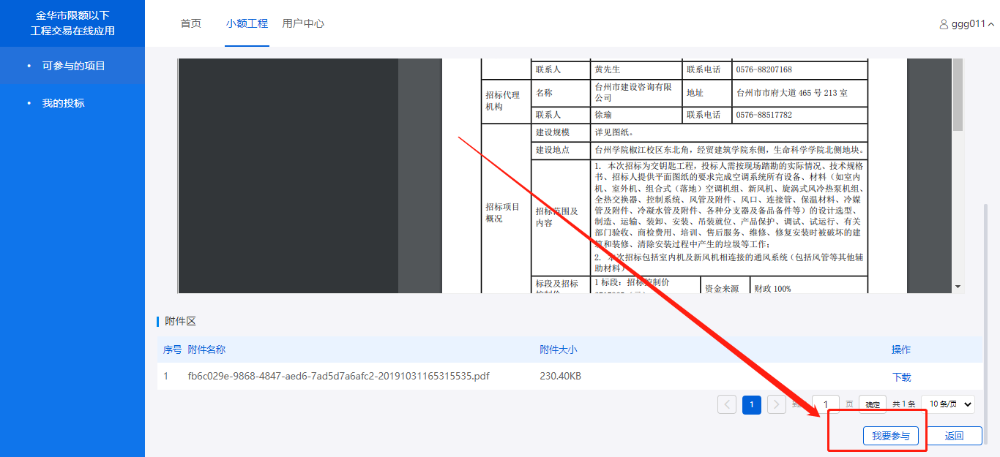 金华市限额以下
工程交易在线应用
首页
小额工程
用户中心
ggg011
可参与的项目
我的投标
联系人
黄先生
联系电话
0576-88207168
招标代理
机构
名称
台州市建设咨询有限
公司
地址
台州市市府大道 465 号 213 室
联系人
徐瑜
联系电话
0576-88517782
招标项目
概况
建设规模
详见图纸。
建设地点
台州学院椒江校区东北角，经贸建筑学院东侧，生命科学学院北侧地块。
招标范围及
内容
1. 本次招标为交钥匙工程，投标人需按现场踏勘的实际情况、技术规格
书、招标人提供平面图纸的要求完成空调系统所有设备、材料（如室内
机、室外机、组合式（落地）空调机组、新风机、旋涡式风冷热泵机组、
全热交换器、控制系统、风管及附件、风口、连接管、保温材料、冷媒
管及附件、冷凝水管及附件、各种分支器及备品备件等）的设计选型、
制造、运输、装卸、安装、吊装就位、产品保护、调试、试运行、有关
部门验收、商检费用、培训、售后服务、维修、修复安装时被破坏的建
筑和装修、清除安装过程中产生的垃圾等工作；
2. 本次招标包括室内机及新风机相连接的通风系统（包括风管等其他辅
助材料）
标段及招标
1 标段：招标控制价
资金来源
财政 100%
附件区
序号 附件名称 附件大小 操作
1 fb6c029e-9868-4847-aed6-7ad5d7a6afc2-20191031165315535.pdf 230.40KB 下载
1 到 1 页 确定 共 1 条 10 条/页
我要参与 返回